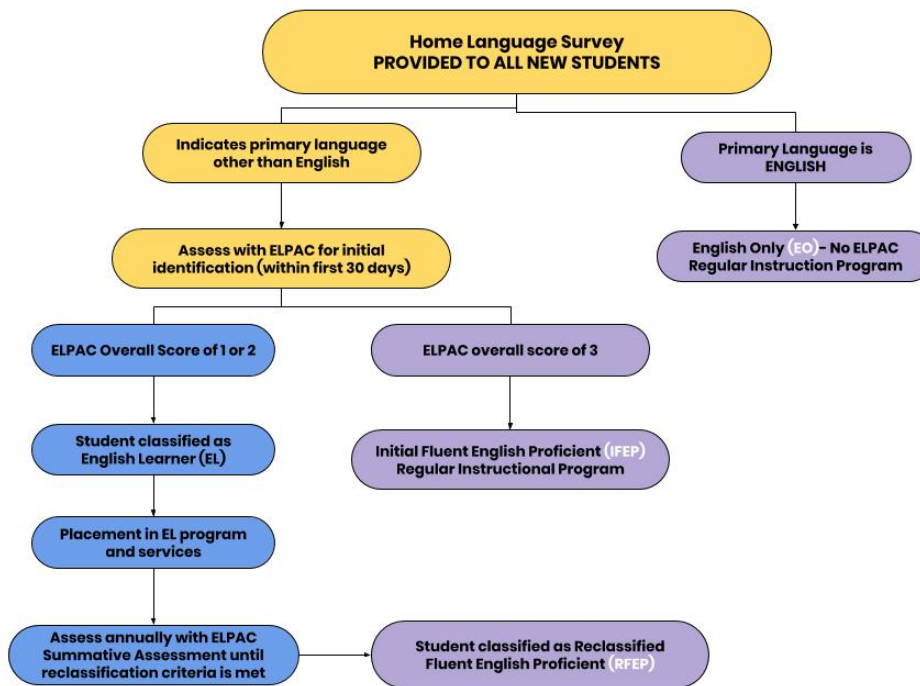 Home Language Survey
PROVIDED TO ALL NEW STUDENTS
Indicates primary language
other than English
Primary Language is
ENGLISH
Assess with ELPAC for initial
identification (within first 30 days)
English Only (EO)- No ELPAC
Regular Instruction Program
ELPAC Overall Score of 1 or 2
ELPAC overall score of 3
Student classified as
English Learner (EL)
Initial Fluent English Proficient (IFEP)
Regular Instructional Program
Placement in EL program
and services
Assess annually with ELPAC
Summative Assessment until
reclassification criteria is met
Student classified as Reclassified
Fluent English Proficient (RFEP)